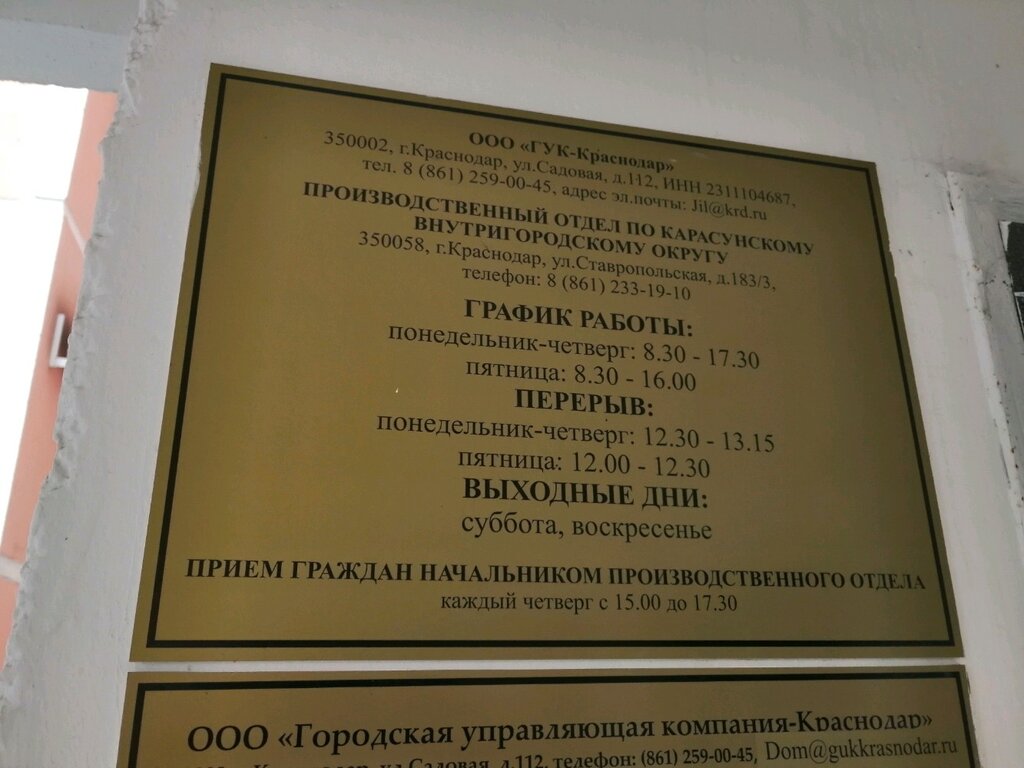 ООО «ГУК-Краснодар»
350002, г.Краснодар, ул.Садовая, д.112, ИНН 2311104687,
тел. 8 (861) 259-00-45, адрес эл.почты: Jil@krd.ru
ПРОИЗВОДСТВЕННЫЙ ОТДЕЛ ПО КАРАСУНСКОМУ
ВНУТРИГОРОДСКОМУ ОКРУГУ
350058, г.Краснодар, ул.Ставропольская, д.183/3,
телефон: 8 (861) 233-19-10
ГРАФИК РАБОТЫ:
понедельник-четверг: 8.30 - 17.30
пятница: 8.30 - 16.00
ПЕРЕРЫВ:
понедельник-четверг: 12.30 - 13.15
пятница: 12.00 - 12.30
ВЫХОДНЫЕ ДНИ:
суббота, воскресенье
ПРИЕМ ГРАЖДАН НАЧАЛЬНИКОМ ПРОИЗВОДСТВЕННОГО ОТДЕЛА
каждый четверг с 15.00 до 17.30
ООО «Городская управляющая компания-Краснодар»
ул.Садовая, д.112, телефон: (861) 259-00-45, Dom@gukkrasnodar.ru